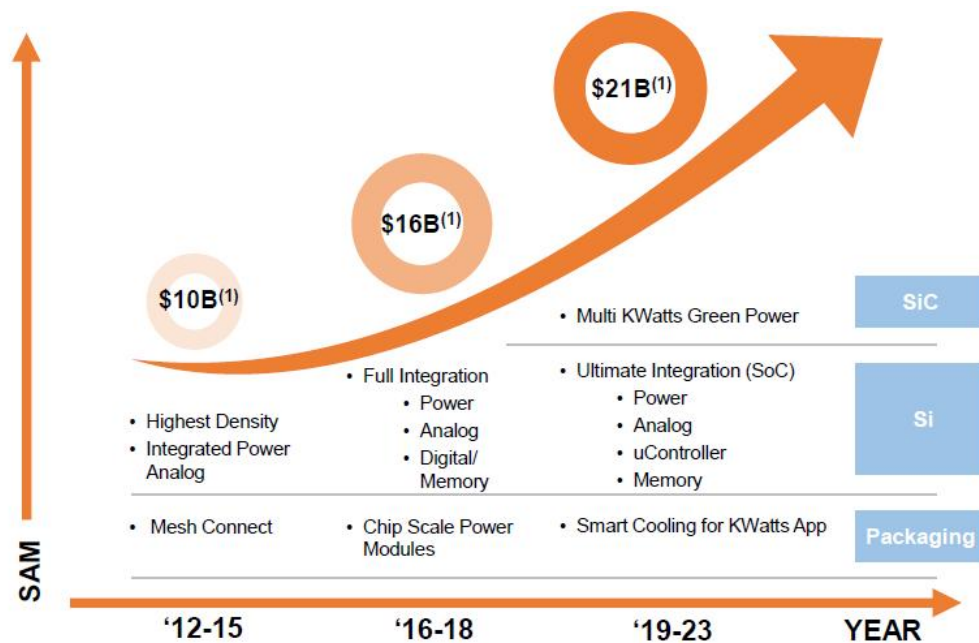 $21B(1)
$16B(1)
$10B(1)
SiC
• Multi KWatts Green Power
• Full Integration
• Power
• Analog
• Digital/
Memory
• Ultimate Integration (SoC)
• Power
• Analog
• uController
• Memory
Si
• Highest Density
• Integrated Power
Analog
• Mesh Connect
• Chip Scale Power
Modules
• Smart Cooling for KWatts App
Packaging
SAM
‘12-15
‘16-18
‘19-23
YEAR